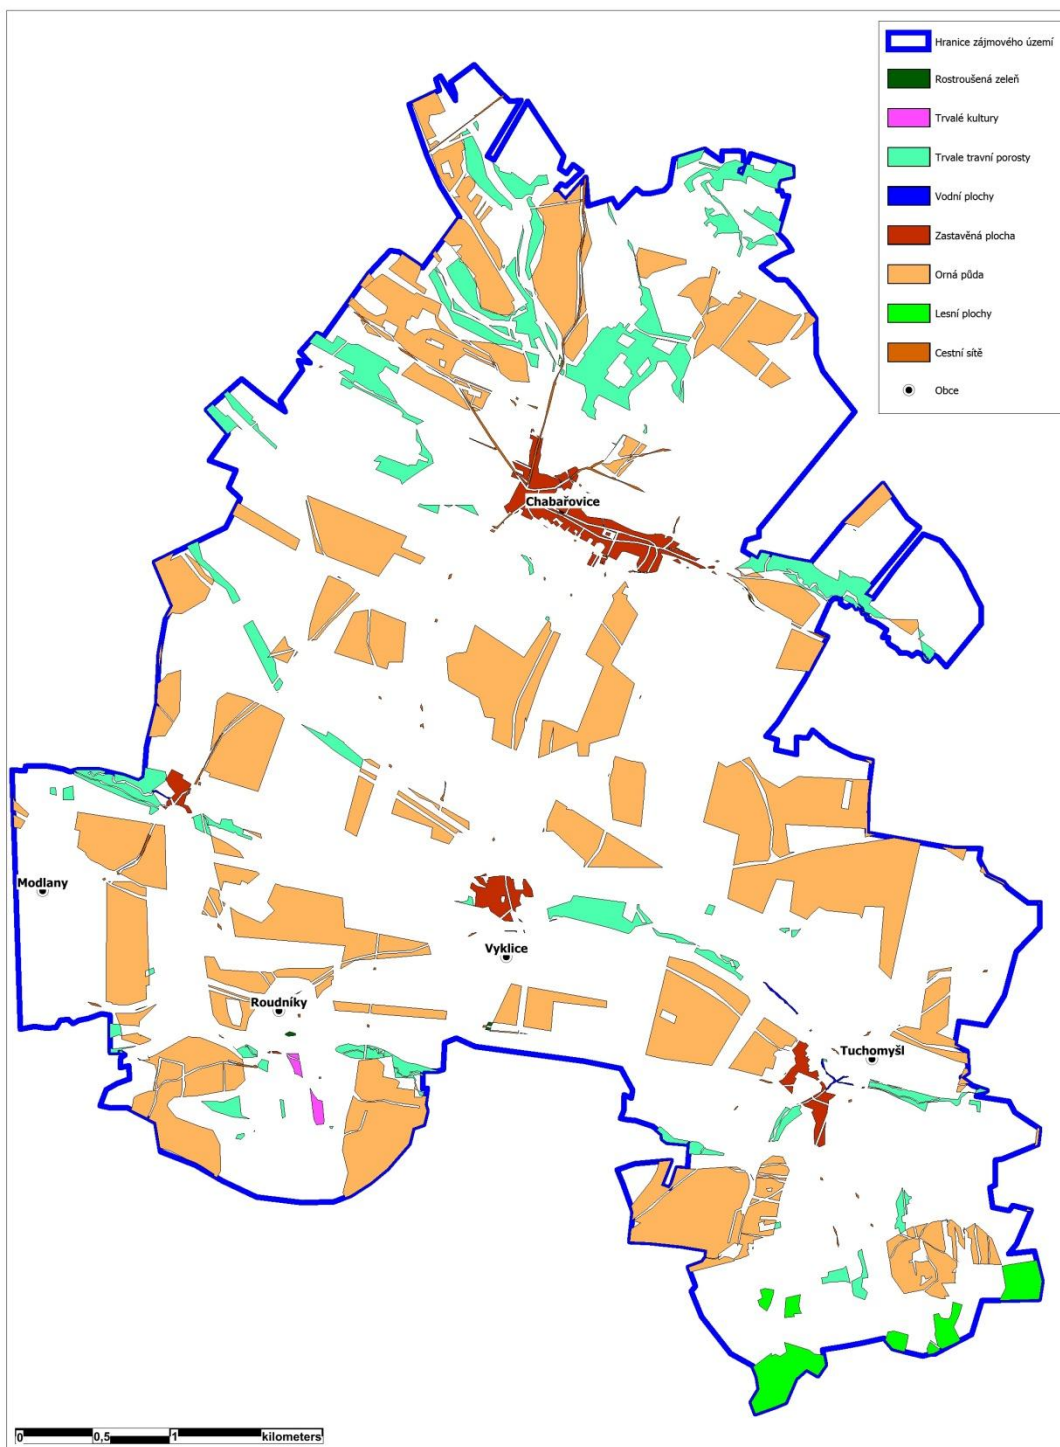 Hranice zájmového území
Rostroušená zeleň
Trvalé kultury
Trvale travní porosty
Vodní plochy
Zastavěná plocha
Orná půda
Lesní plochy
Cestní sítě
Obce
Chabařovice
Modlany
Vyklice
Roudníky
Tuchomyšl
0 0,5 1 kilometers